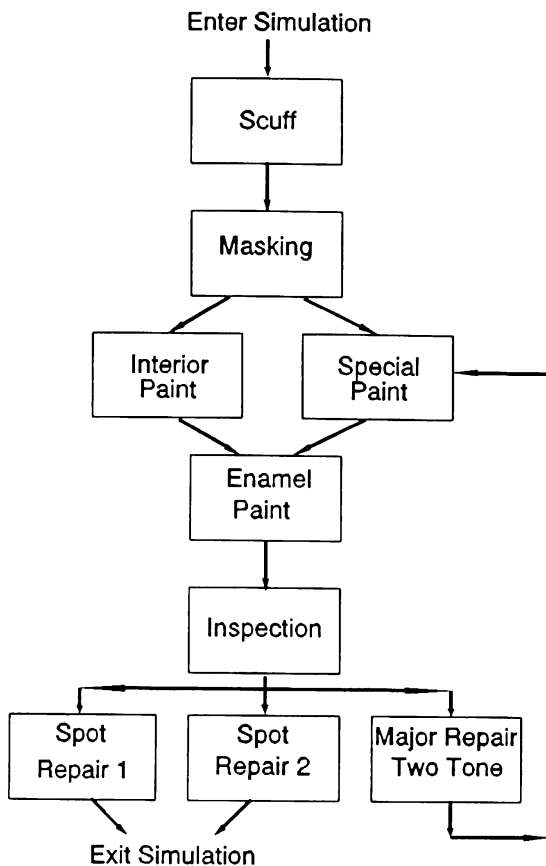 Enter Simulation
Scuff
Masking
Interior
Paint
Special
Paint
Enamel
Paint
Inspection
Spot
Repair 1
Spot
Repair 2
Major Repair
Two Tone
Exit Simulation